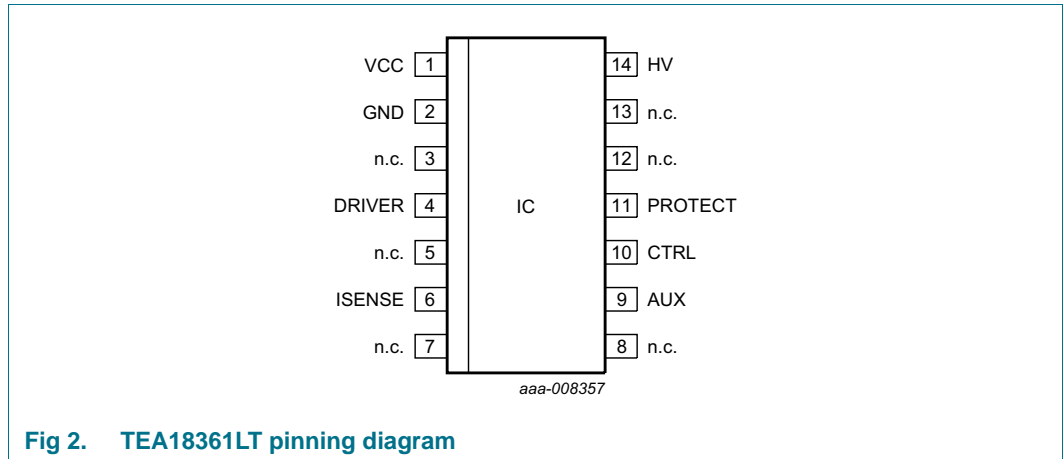 VCC 1 14 HV
GND 2 13 n.c.
n.c. 3 12 n.c.
DRIVER 4 IC 11 PROTECT
n.c. 5 10 CTRL
ISENSE 6 9 AUX
n.c. 7 8 n.c.
aaa-008357
Fig 2. TEA18361LT pinning diagram